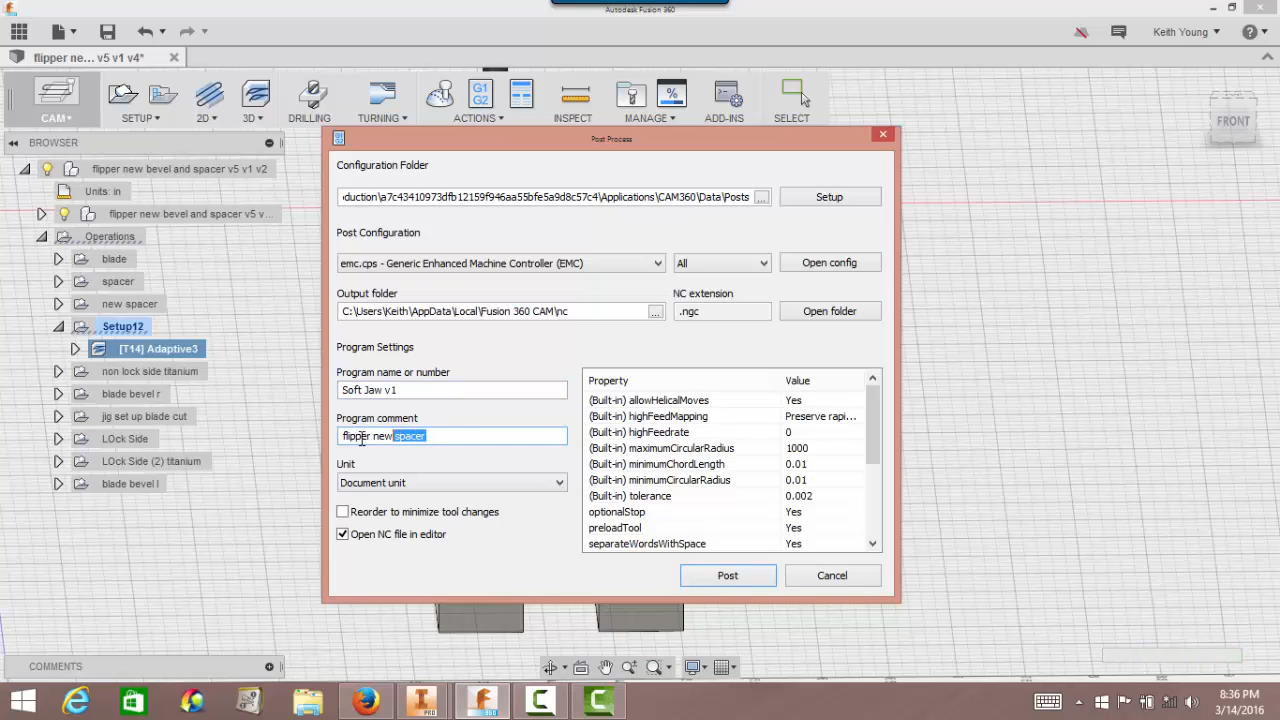 Autodesk Fusion 360
Keith Young
flipper ne... v5 v1 v4*
CAM
SETUP
2D
3D
DRILLING
TURNING
G1
G2
ACTIONS
INSPECT
%
MANAGE
ADD-INS
SELECT
FRONT
BROWSER
flipper new bevel and spacer v5 v1 v2
Units: in
flipper new bevel and spacer v5 v...
Operations
blade
spacer
new spacer
Setup12
[T14] Adaptive3
non lock side titanium
blade bevel r
jig set up blade cut
LOck Side
LOck Side (2) titanium
blade bevel l
Post Process
Configuration Folder
duction\a7c43410973dfb12159f946aa55bfe5a9d8c57c4\Applications\CAM360\Data\Posts
...
Setup
Post Configuration
emc.cps - Generic Enhanced Machine Controller (EMC)
All
Open config
Output folder
NC extension
C:\Users\Keith\AppData\Local\Fusion 360 CAM\nc
...
.ngc
Open folder
Program Settings
Program name or number
Soft Jaw v1
Program comment
flipper new spacer
Unit
Document unit
Reorder to minimize tool changes
Open NC file in editor
Property Value
(Built-in) allowHelicalMoves Yes
(Built-in) highFeedMapping Preserve rapi...
(Built-in) highFeedrate 0
(Built-in) maximumCircularRadius 1000
(Built-in) minimumChordLength 0.01
(Built-in) minimumCircularRadius 0.01
(Built-in) tolerance 0.002
optionalStop Yes
preloadTool Yes
separateWordsWithSpace Yes
Post
Cancel
COMMENTS
8:36 PM
3/14/2016